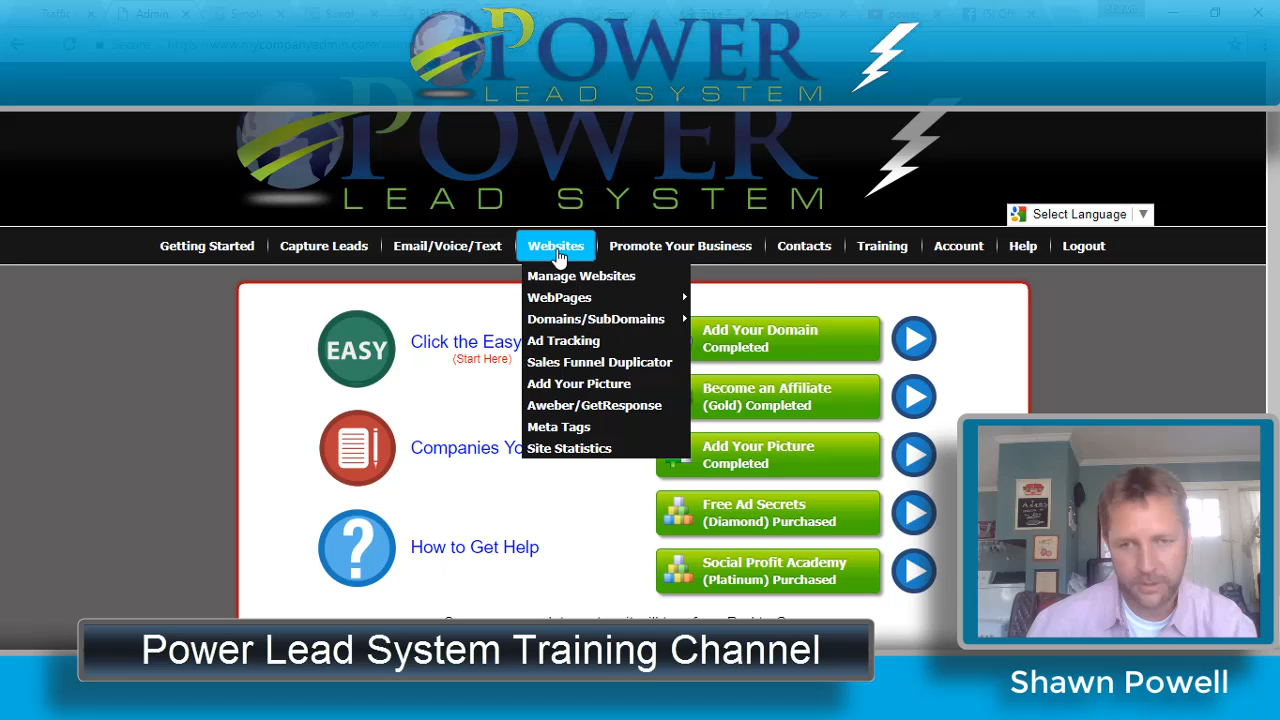 Admin
POWER
LEAD SYSTEM
POWER
LEAD SYSTEM
Select Language
Getting Started
Capture Leads
Email/Voice/Text
Websites
Promote Your Business
Contacts
Training
Account
Help
Logout
Manage Websites
WebPages
Domains/SubDomains
Ad Tracking
Sales Funnel Duplicator
Add Your Picture
Aweber/GetResponse
Meta Tags
Site Statistics
EASY
Click the Easy
(Start Here)
Companies Yo
?
How to Get Help
Add Your Domain
Completed
Become an Affiliate
(Gold) Completed
Add Your Picture
Completed
Free Ad Secrets
(Diamond) Purchased
Social Profit Academy
(Platinum) Purchased
Power Lead System Training Channel
Shawn Powell